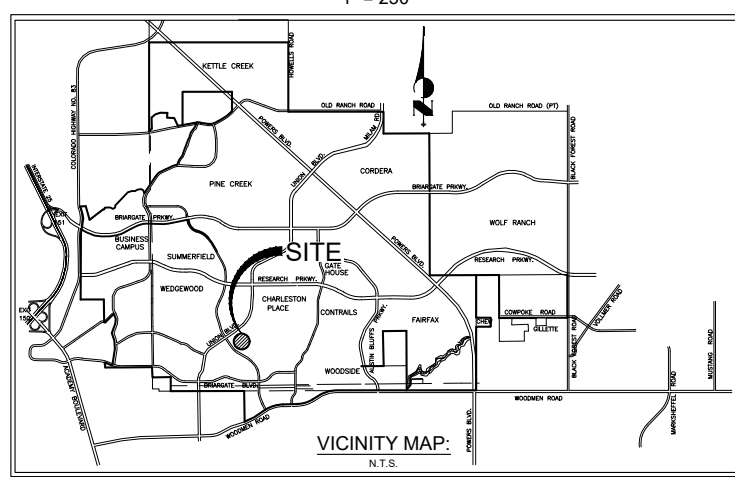 1" = 250'
KETTLE CREEK
HOWELLS ROAD
COLORADO HIGHWAY NO. 83
OLD RANCH ROAD
OLD RANCH ROAD (PT)
POWERS BLVD.
MILAM RD
UNION BLVD.
CORDERA
BLACK FOREST ROAD
INTERSTATE 25
PINE CREEK
BRIARGATE PRKWY.
EXIT
151
BRIARGATE PRKWY.
WOLF RANCH
BUSINESS
CAMPUS
SUMMERFIELD
SITE
POWERS BLVD.
GATE
HOUSE
RESEARCH PRKWY.
RESEARCH PRKWY.
WEDGEWOOD
CHARLESTON
PLACE
CONTRAILS
FAIRFAX
AUSTIN BLUFFS PRKWY.
COWPOKE ROAD
GILLETTE
VOLLMER ROAD
UNION BLVD.
BLACK FOREST ROAD
WOODSIDE
MUSTANG ROAD
ACADEMY BOULEVARD
BRIARGATE BLVD.
WOODMEN ROAD
WOODMEN ROAD
POWERS BLVD.
MARKSHEFFEL ROAD
VICINITY MAP:
N.T.S.